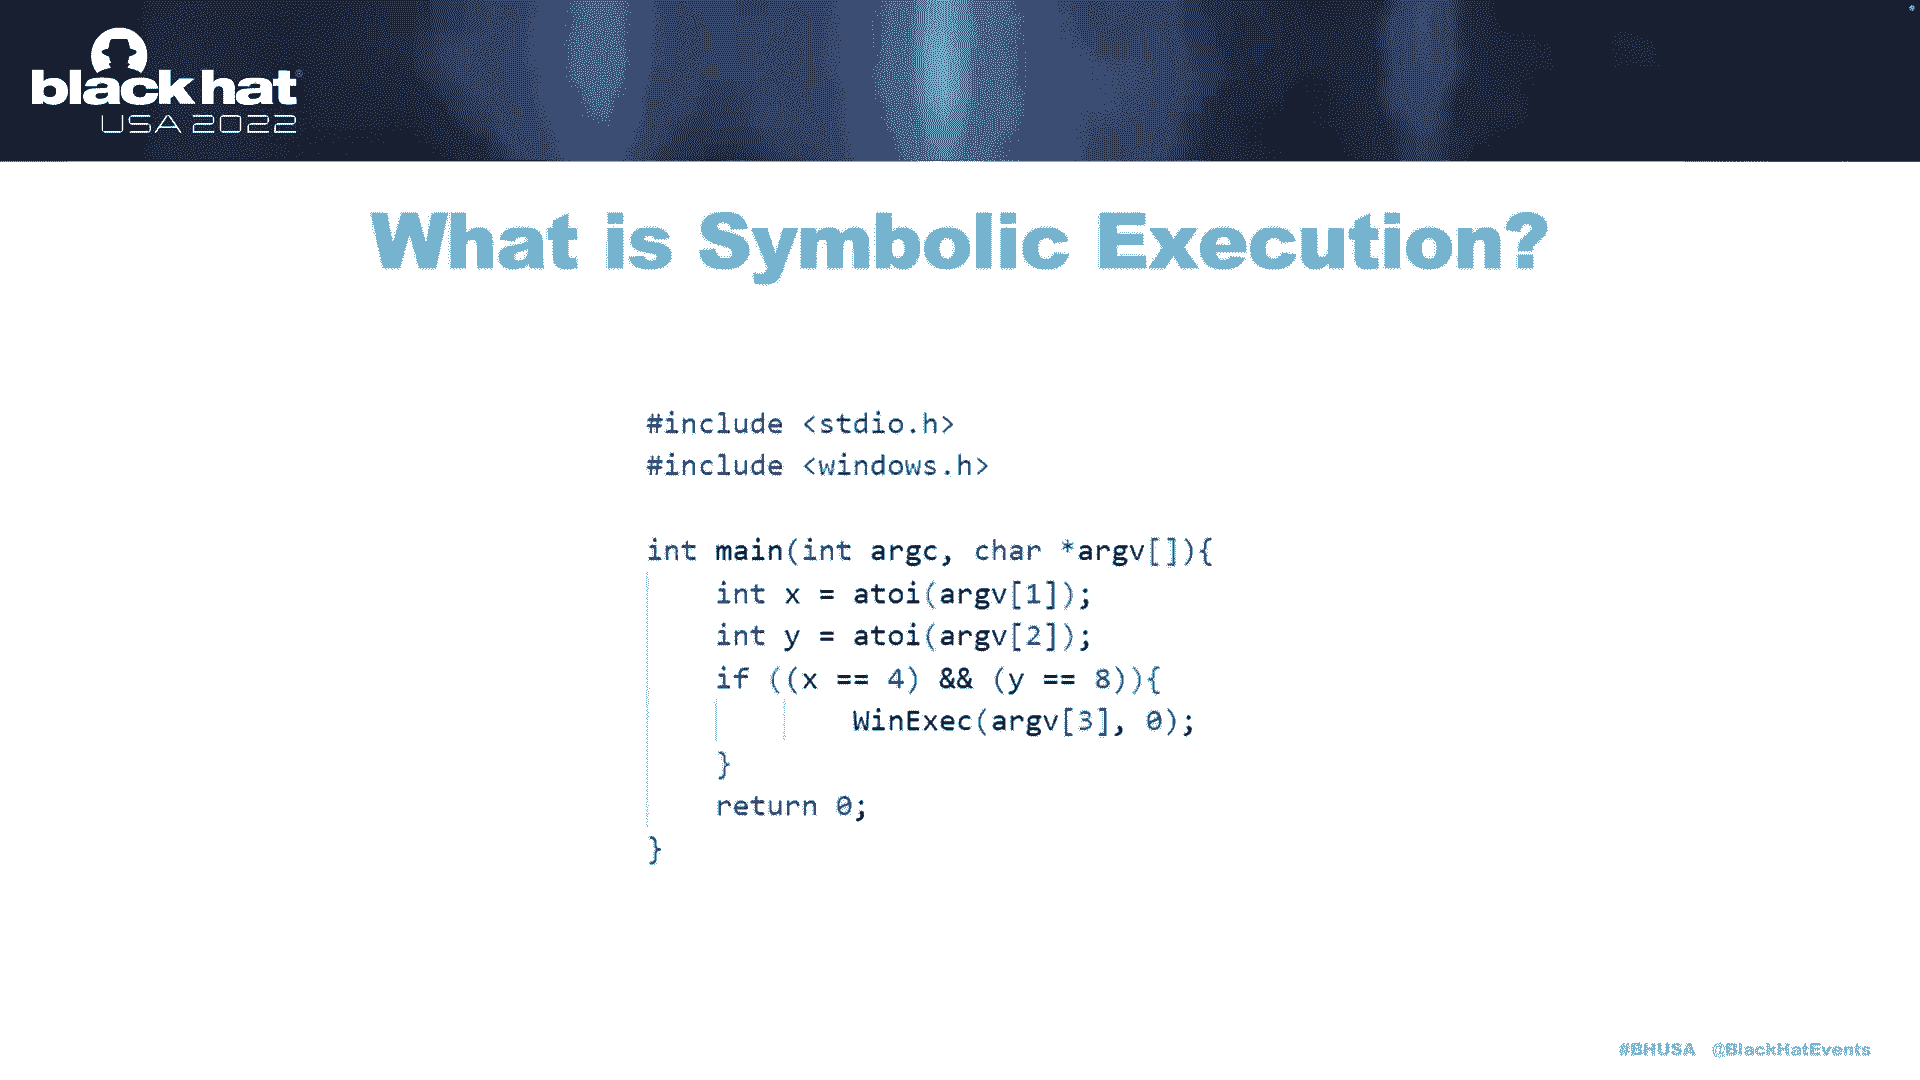 black hat
USA 2022
What is Symbolic Execution?
#include <stdio.h>
#include <windows.h>
int main(int argc, char *argv[]){
    int x = atoi(argv[1]);
    int y = atoi(argv[2]);
    if ((x == 4) && (y == 8)){
            WinExec(argv[3], 0);
    }
    return 0;
}
#BHUSA @BlackHatEvents